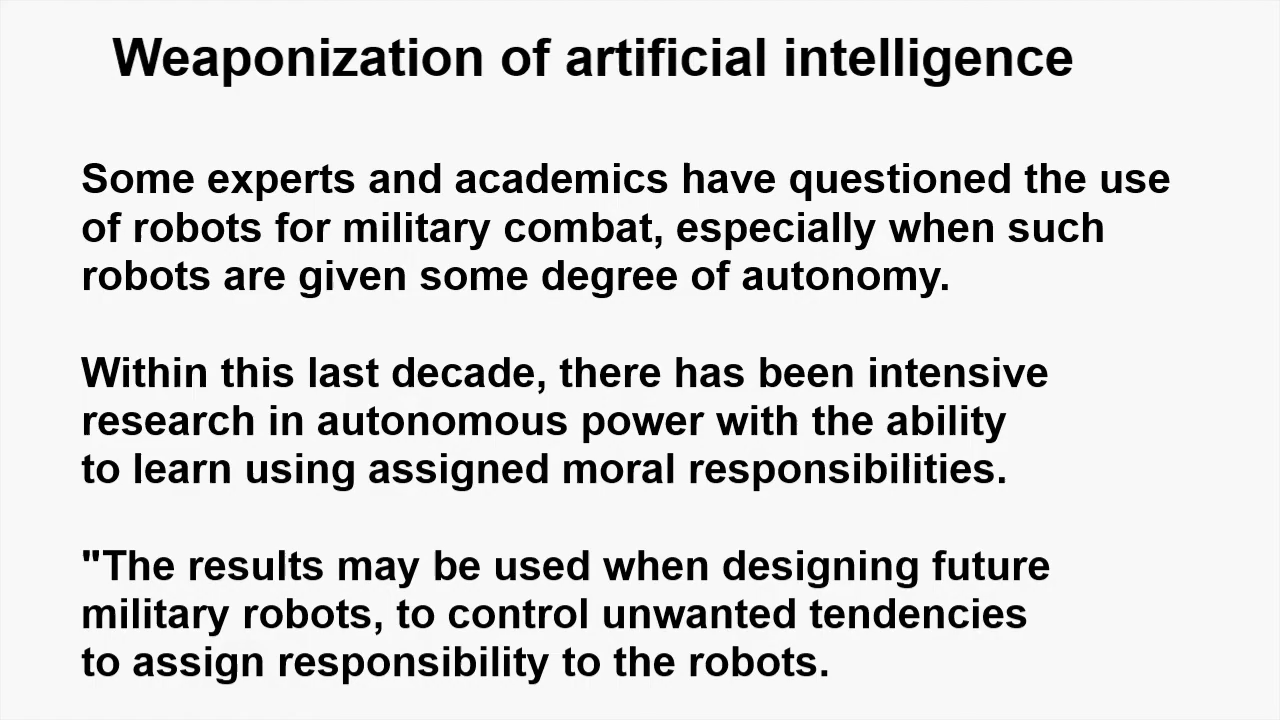 Weaponization of artificial intelligence
Some experts and academics have questioned the use
of robots for military combat, especially when such
robots are given some degree of autonomy.
Within this last decade, there has been intensive
research in autonomous power with the ability
to learn using assigned moral responsibilities.
"The results may be used when designing future
military robots, to control unwanted tendencies
to assign responsibility to the robots.